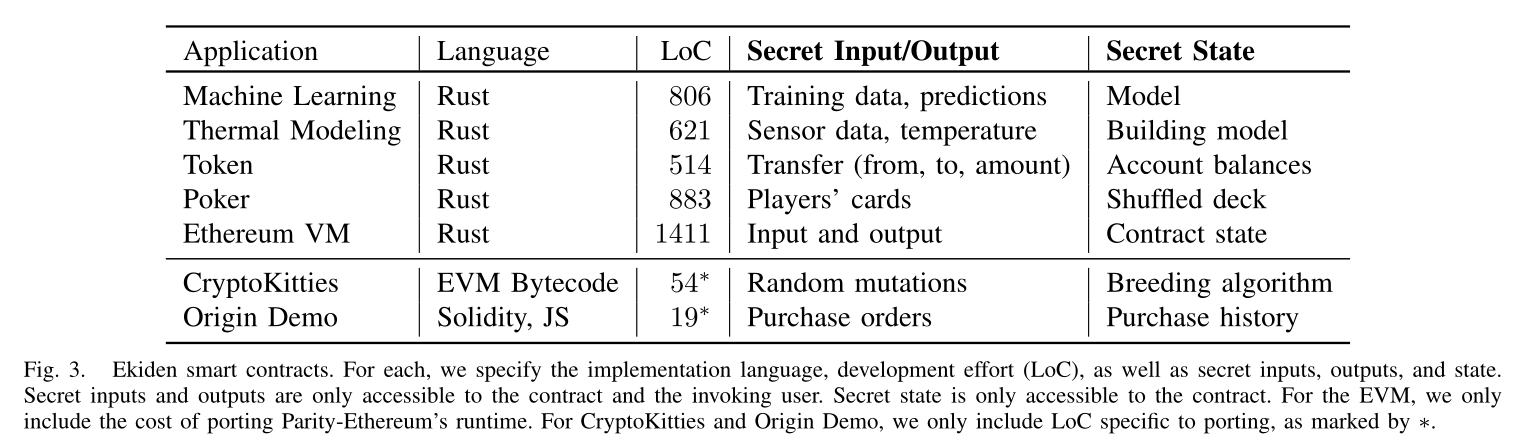 Application Language LoC Secret Input/Output Secret State
Machine Learning Rust 806 Training data, predictions Model
Thermal Modeling Rust 621 Sensor data, temperature Building model
Token Rust 514 Transfer (from, to, amount) Account balances
Poker Rust 883 Players’ cards Shuffled deck
Ethereum VM Rust 1411 Input and output Contract state
CryptoKitties EVM Bytecode 54* Random mutations Breeding algorithm
Origin Demo Solidity, JS 19* Purchase orders Purchase history
Fig. 3. Ekiden smart contracts. For each, we specify the implementation language, development effort (LoC), as well as secret inputs, outputs, and state.
Secret inputs and outputs are only accessible to the contract and the invoking user. Secret state is only accessible to the contract. For the EVM, we only
include the cost of porting Parity-Ethereum’s runtime. For CryptoKitties and Origin Demo, we only include LoC specific to porting, as marked by *.